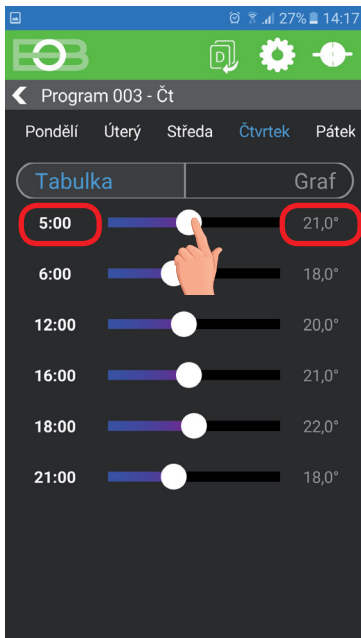 27% 14:17
EOB
D
Program 003 - Čt
Pondělí Úterý Středa Čtvrtek Pátek
Tabulka Graf
5:00 21,0°
6:00 18,0°
12:00 20,0°
16:00 21,0°
18:00 22,0°
21:00 18,0°